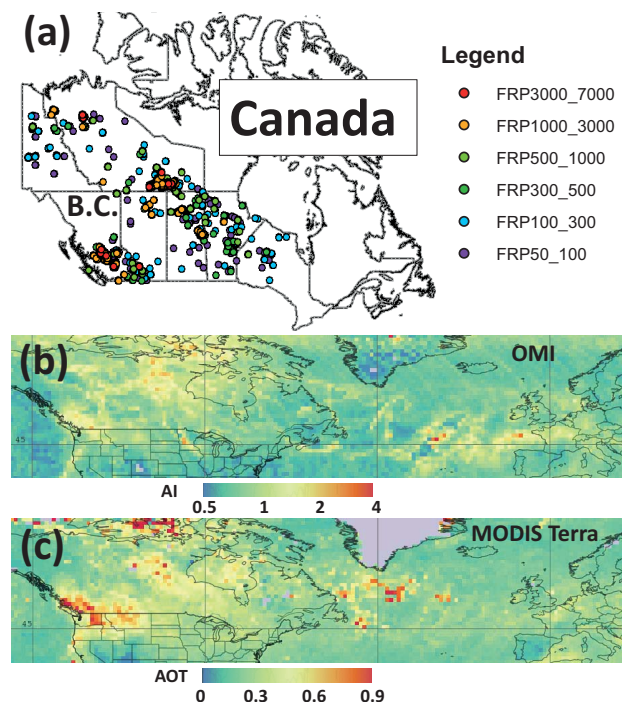 (a)
Canada
B.C.
Legend
FRP3000_7000
FRP1000_3000
FRP500_1000
FRP300_500
FRP100_300
FRP50_100
(b)
OMI
45
AI
0.5 1 2 4
(c)
MODIS Terra
45
AOT
0 0.3 0.6 0.9